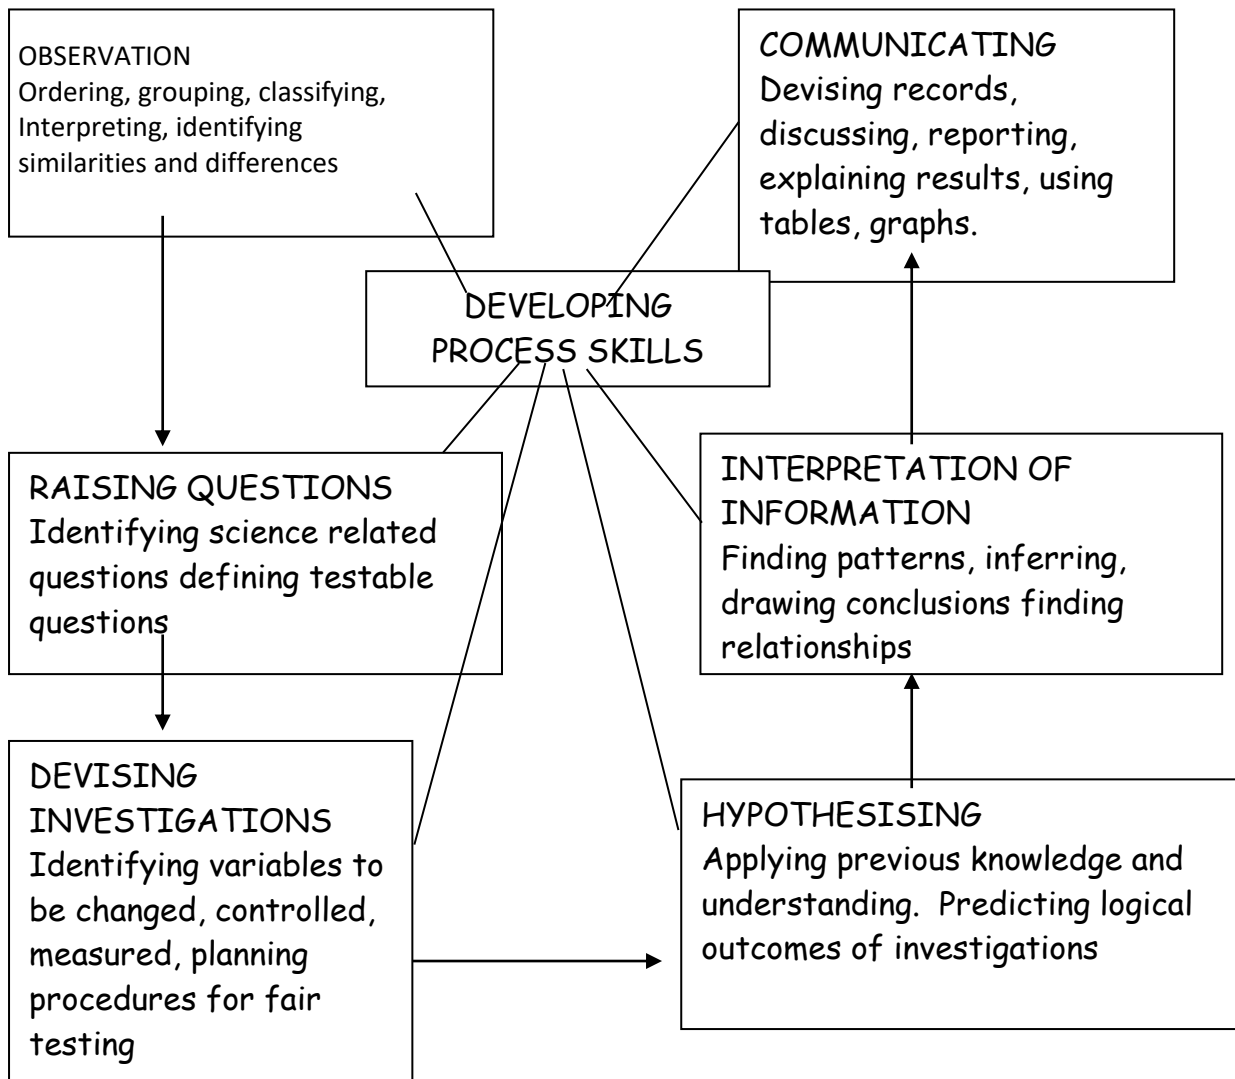 OBSERVATION
Ordering, grouping, classifying,
Interpreting, identifying
similarities and differences
COMMUNICATING
Devising records,
discussing, reporting,
explaining results, using
tables, graphs.
DEVELOPING
PROCESS SKILLS
RAISING QUESTIONS
Identifying science related
questions defining testable
questions
INTERPRETATION OF
INFORMATION
Finding patterns, inferring,
drawing conclusions finding
relationships
DEVISING
INVESTIGATIONS
Identifying variables to
be changed, controlled,
measured, planning
procedures for fair
testing
HYPOTHESISING
Applying previous knowledge and
understanding.  Predicting logical
outcomes of investigations